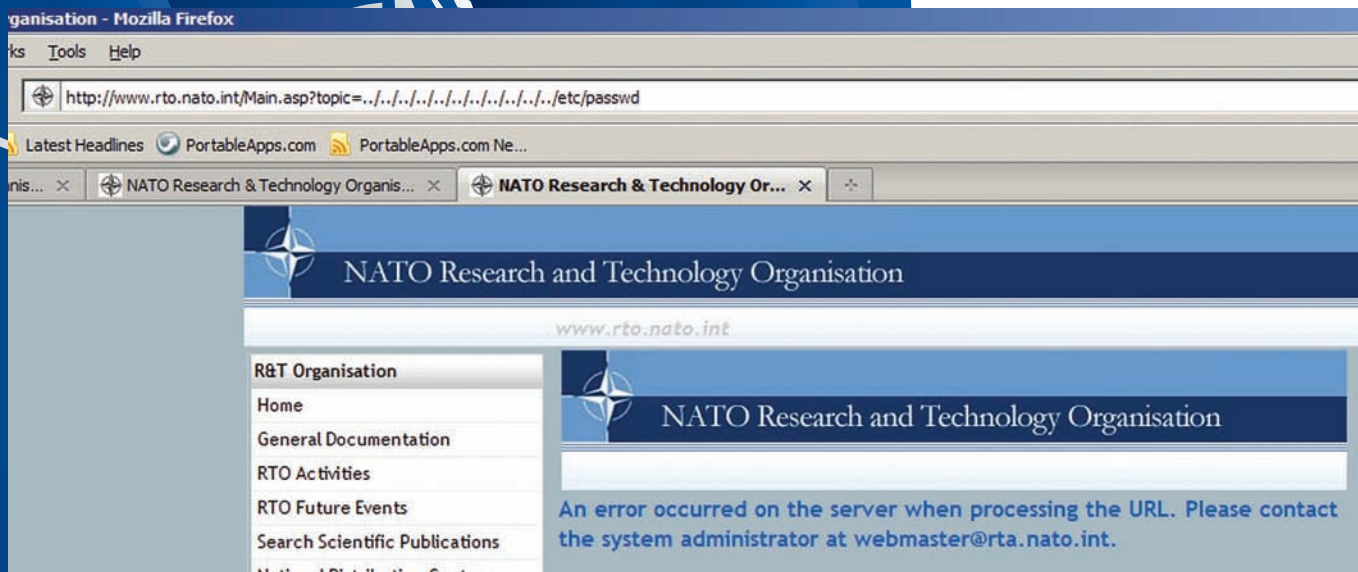 ganisation - Mozilla Firefox
ks Tools Help
http://www.rto.nato.int/Main.asp?topic=../../../../../../../../../../etc/passwd
Latest Headlines PortableApps.com PortableApps.com Ne...
nis... NATO Research & Technology Organis... NATO Research & Technology Or...
NATO Research and Technology Organisation
www.rto.nato.int
R&T Organisation
Home
General Documentation
RTO Activities
RTO Future Events
Search Scientific Publications
NATO Research and Technology Organisation
An error occurred on the server when processing the URL. Please contact
the system administrator at webmaster@rta.nato.int.